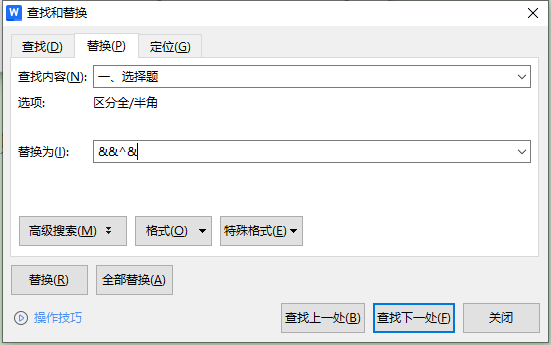 W 查找和替换
查找(D) 替换(P) 定位(G)
查找内容(N): 一、选择题
选项: 区分全/半角
替换为(I): &&^&
高级搜索(M) 格式(O) 特殊格式(E)
替换(R) 全部替换(A)
操作技巧 查找上一处(B) 查找下一处(F) 关闭